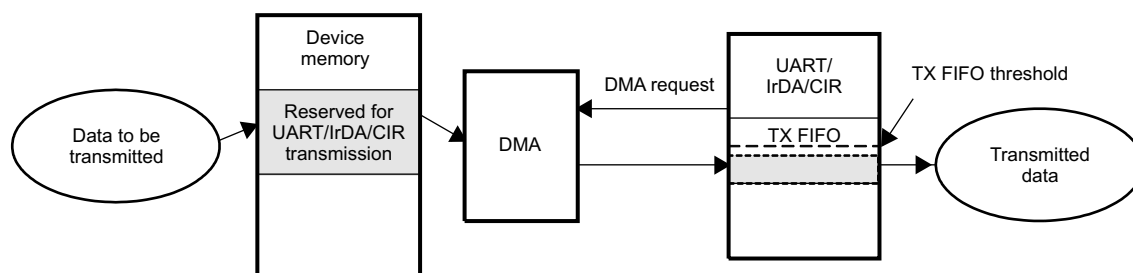 Data to be
transmitted
Device
memory
Reserved for
UART/IrDA/CIR
transmission
DMA
DMA request
UART/
IrDA/CIR
TX FIFO
TX FIFO threshold
Transmitted
data